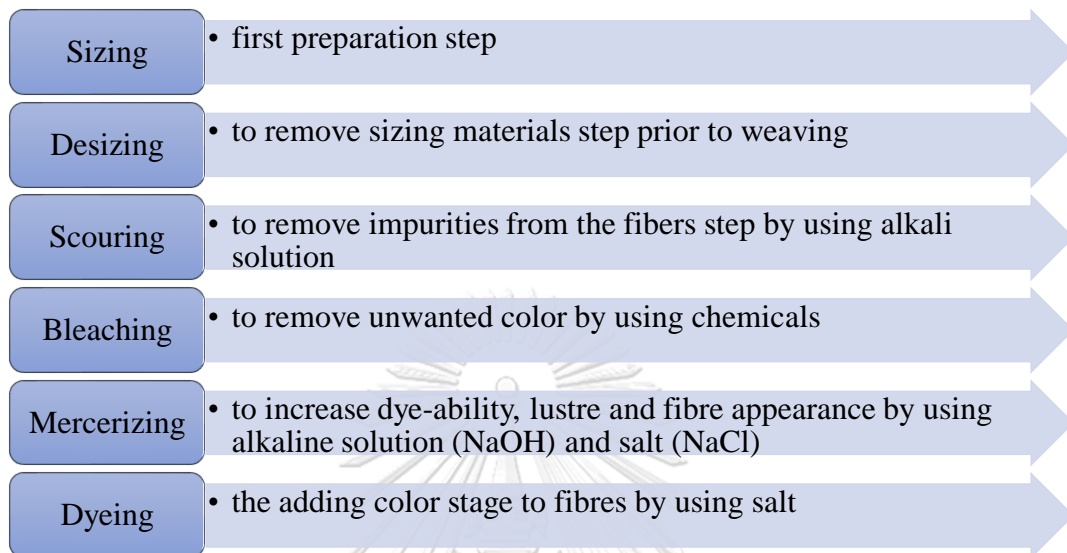 Sizing
• first preparation step
Desizing
• to remove sizing materials step prior to weaving
Scouring
• to remove impurities from the fibers step by using alkali
solution
Bleaching
• to remove unwanted color by using chemicals
Mercerizing
• to increase dye-ability, lustre and fibre appearance by using
alkaline solution (NaOH) and salt (NaCl)
Dyeing
• the adding color stage to fibres by using salt